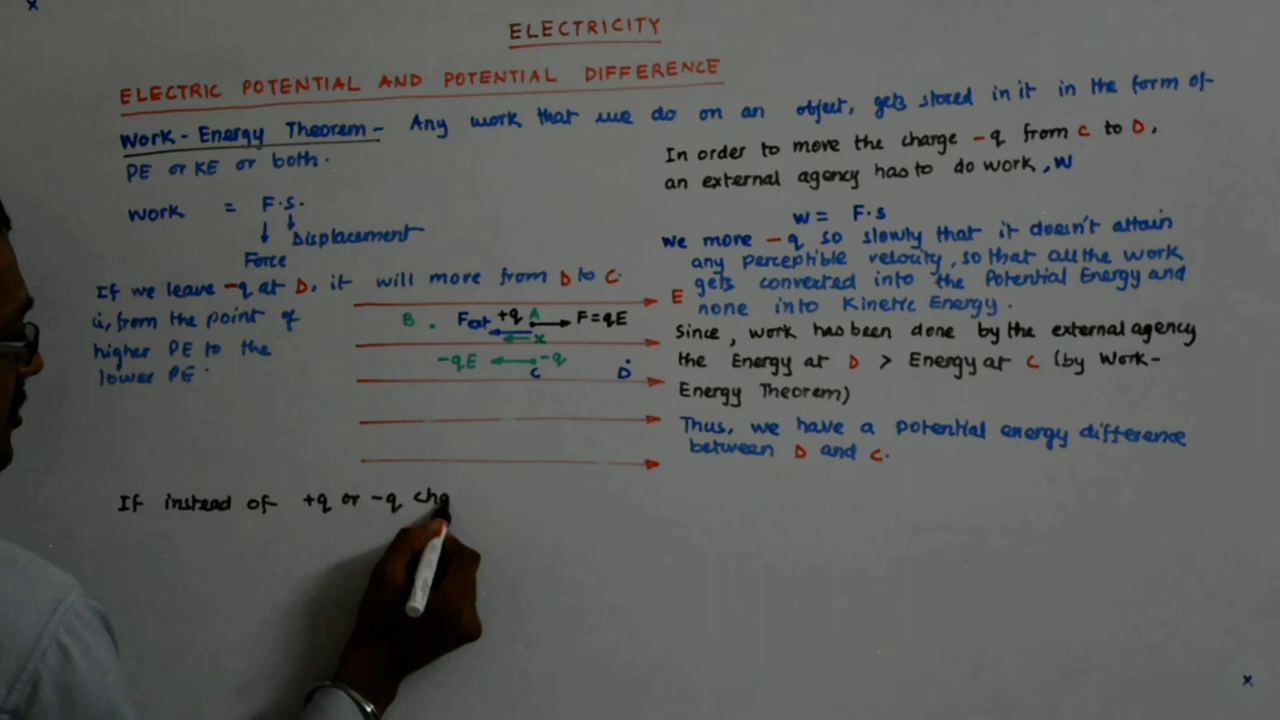 x
ELECTRICITY
ELECTRIC POTENTIAL AND POTENTIAL DIFFERENCE
Work-Energy Theorem- Any work that we do on an object, gets stored in it in the form of
PE or KE or both.
Work = F.S.
Displacement
Force
If we leave -q at D, it will more from D to C.
ie, from the point of
higher PE to the
lower PE.
B . Fext +q A F=qE
x
-qE -q
C D
E
In order to move the charge -q from C to D,
an external agency has to do work, W
W = F.s
We more -q so slowly that it doesn't attain
any perceptible velocity, so that all the work
gets converted into the Potential Energy and
none into Kinetic Energy.
Since, work has been done by the external agency
the Energy at D > Energy at C (by Work-
Energy Theorem)
Thus, we have a potential energy difference
between D and C.
If instead of +q or -q cha
x